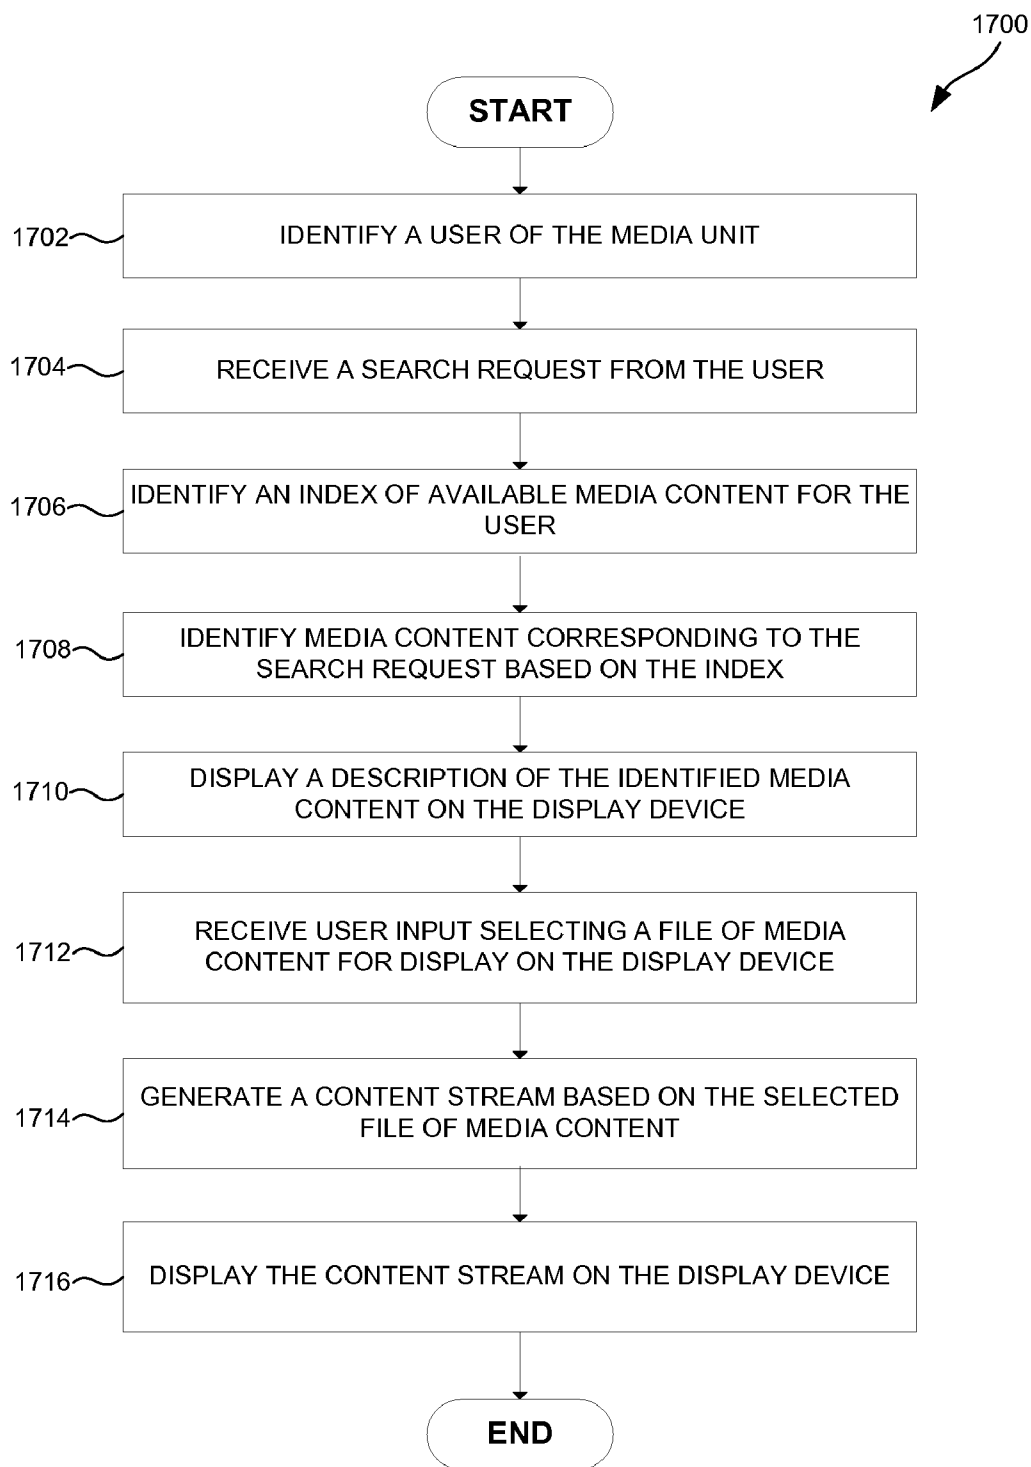 1700
START
1702
IDENTIFY A USER OF THE MEDIA UNIT
1704
RECEIVE A SEARCH REQUEST FROM THE USER
1706
IDENTIFY AN INDEX OF AVAILABLE MEDIA CONTENT FOR THE
USER
1708
IDENTIFY MEDIA CONTENT CORRESPONDING TO THE
SEARCH REQUEST BASED ON THE INDEX
1710
DISPLAY A DESCRIPTION OF THE IDENTIFIED MEDIA
CONTENT ON THE DISPLAY DEVICE
1712
RECEIVE USER INPUT SELECTING A FILE OF MEDIA
CONTENT FOR DISPLAY ON THE DISPLAY DEVICE
1714
GENERATE A CONTENT STREAM BASED ON THE SELECTED
FILE OF MEDIA CONTENT
1716
DISPLAY THE CONTENT STREAM ON THE DISPLAY DEVICE
END